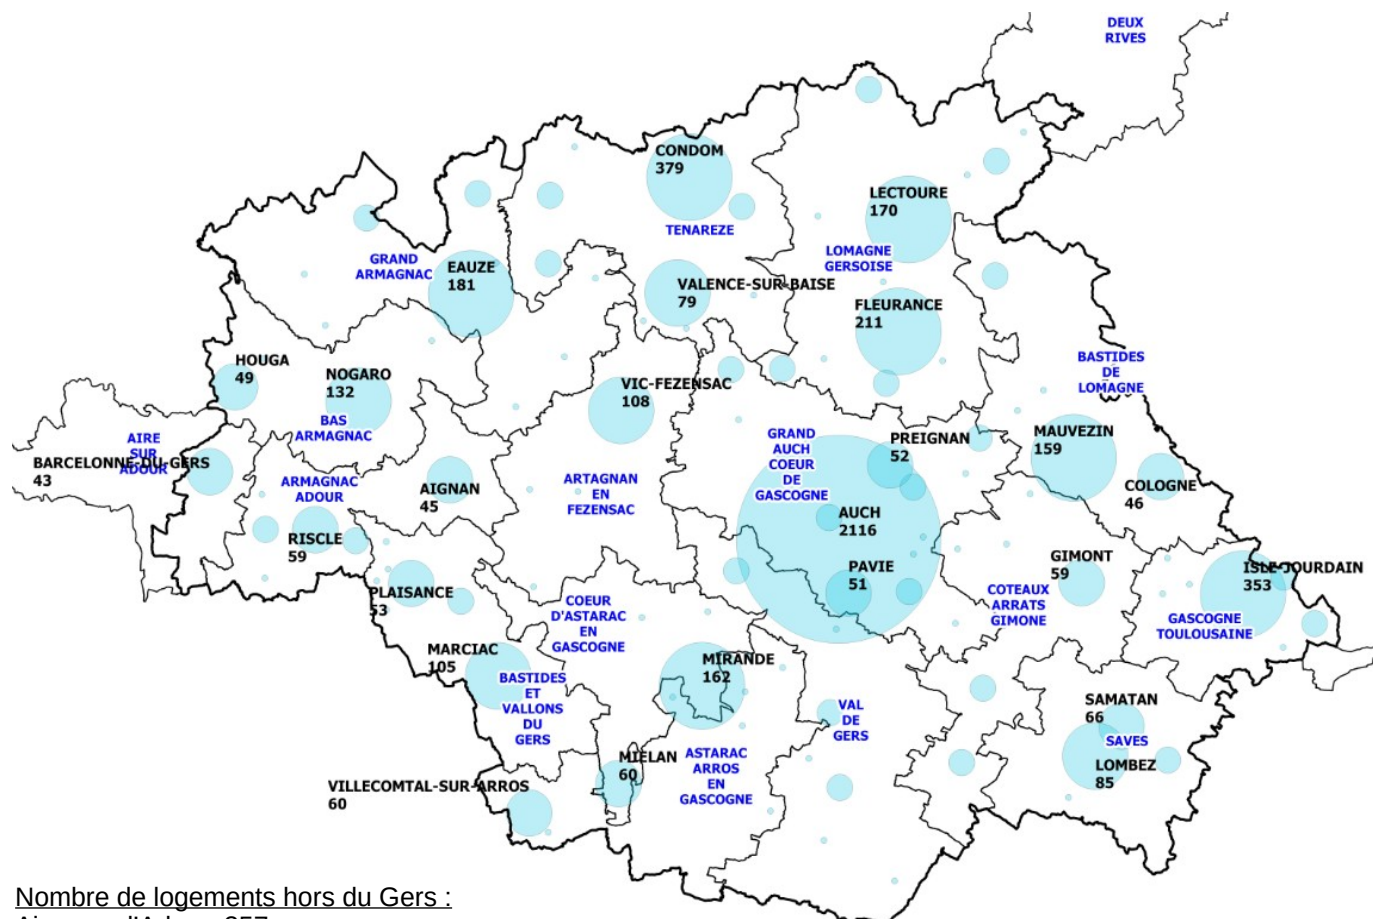 DEUX
RIVES
CONDOM
379
LECTOURE
170
TENAREZE
LOMAGNE
GERSOISE
GRAND
ARMAGNAC
EAUZE
181
VALENCE-SUR-BAISE
79
FLEURANCE
211
HOUGA
49
NOGARO
132
VIC-FEZENSAC
108
BASTIDES
DE
LOMAGNE
BAS
ARMAGNAC
AIRE
SUR
ADOUR
BARCELONNE-DU-GERS
43
GRAND
AUCH
COEUR
DE
GASCOGNE
PREIGNAN
52
MAUVEZIN
159
ARMAGNAC
ADOUR
AIGNAN
45
ARTAGNAN
EN
FEZENSAC
COLOGNE
46
AUCH
2116
RISCLE
59
PAVIE
51
GIMONT
59
ISLE-JOURDAIN
353
PLAISANCE
53
COEUR
D'ASTARAC
EN
GASCOGNE
COTEAUX
ARRATS
GIMONE
GASCOGNE
TOULOUSAINE
MARCIAC
105
MIRANDE
162
BASTIDES
ET
VALLONS
DU
GERS
VAL
DE
GERS
SAMATAN
66
SAVES
LOMBEZ
85
MIELAN
60
ASTARAC
ARROS
EN
GASCOGNE
VILLECOMTAL-SUR-ARROS
60
Nombre de logements hors du Gers :